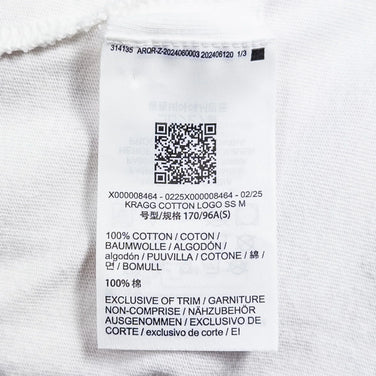 314135 ARQR-Z-2024060003 202406120 1/3
X000008464 - 0225X000008464 - 02/25
KRAGG COTTON LOGO SS M
号型/规格 170/96A(S)
100% COTTON / COTON /
BAUMWOLLE / ALGODÓN /
algodón / PUUVILLA / COTONE / 綿 /
면 / BOMULL
100% 棉
EXCLUSIVE OF TRIM / GARNITURE
NON-COMPRISE / NÄHZUBEHÖR
AUSGENOMMEN / EXCLUSIVO DE
CORTE / exclusivo de corte / EI